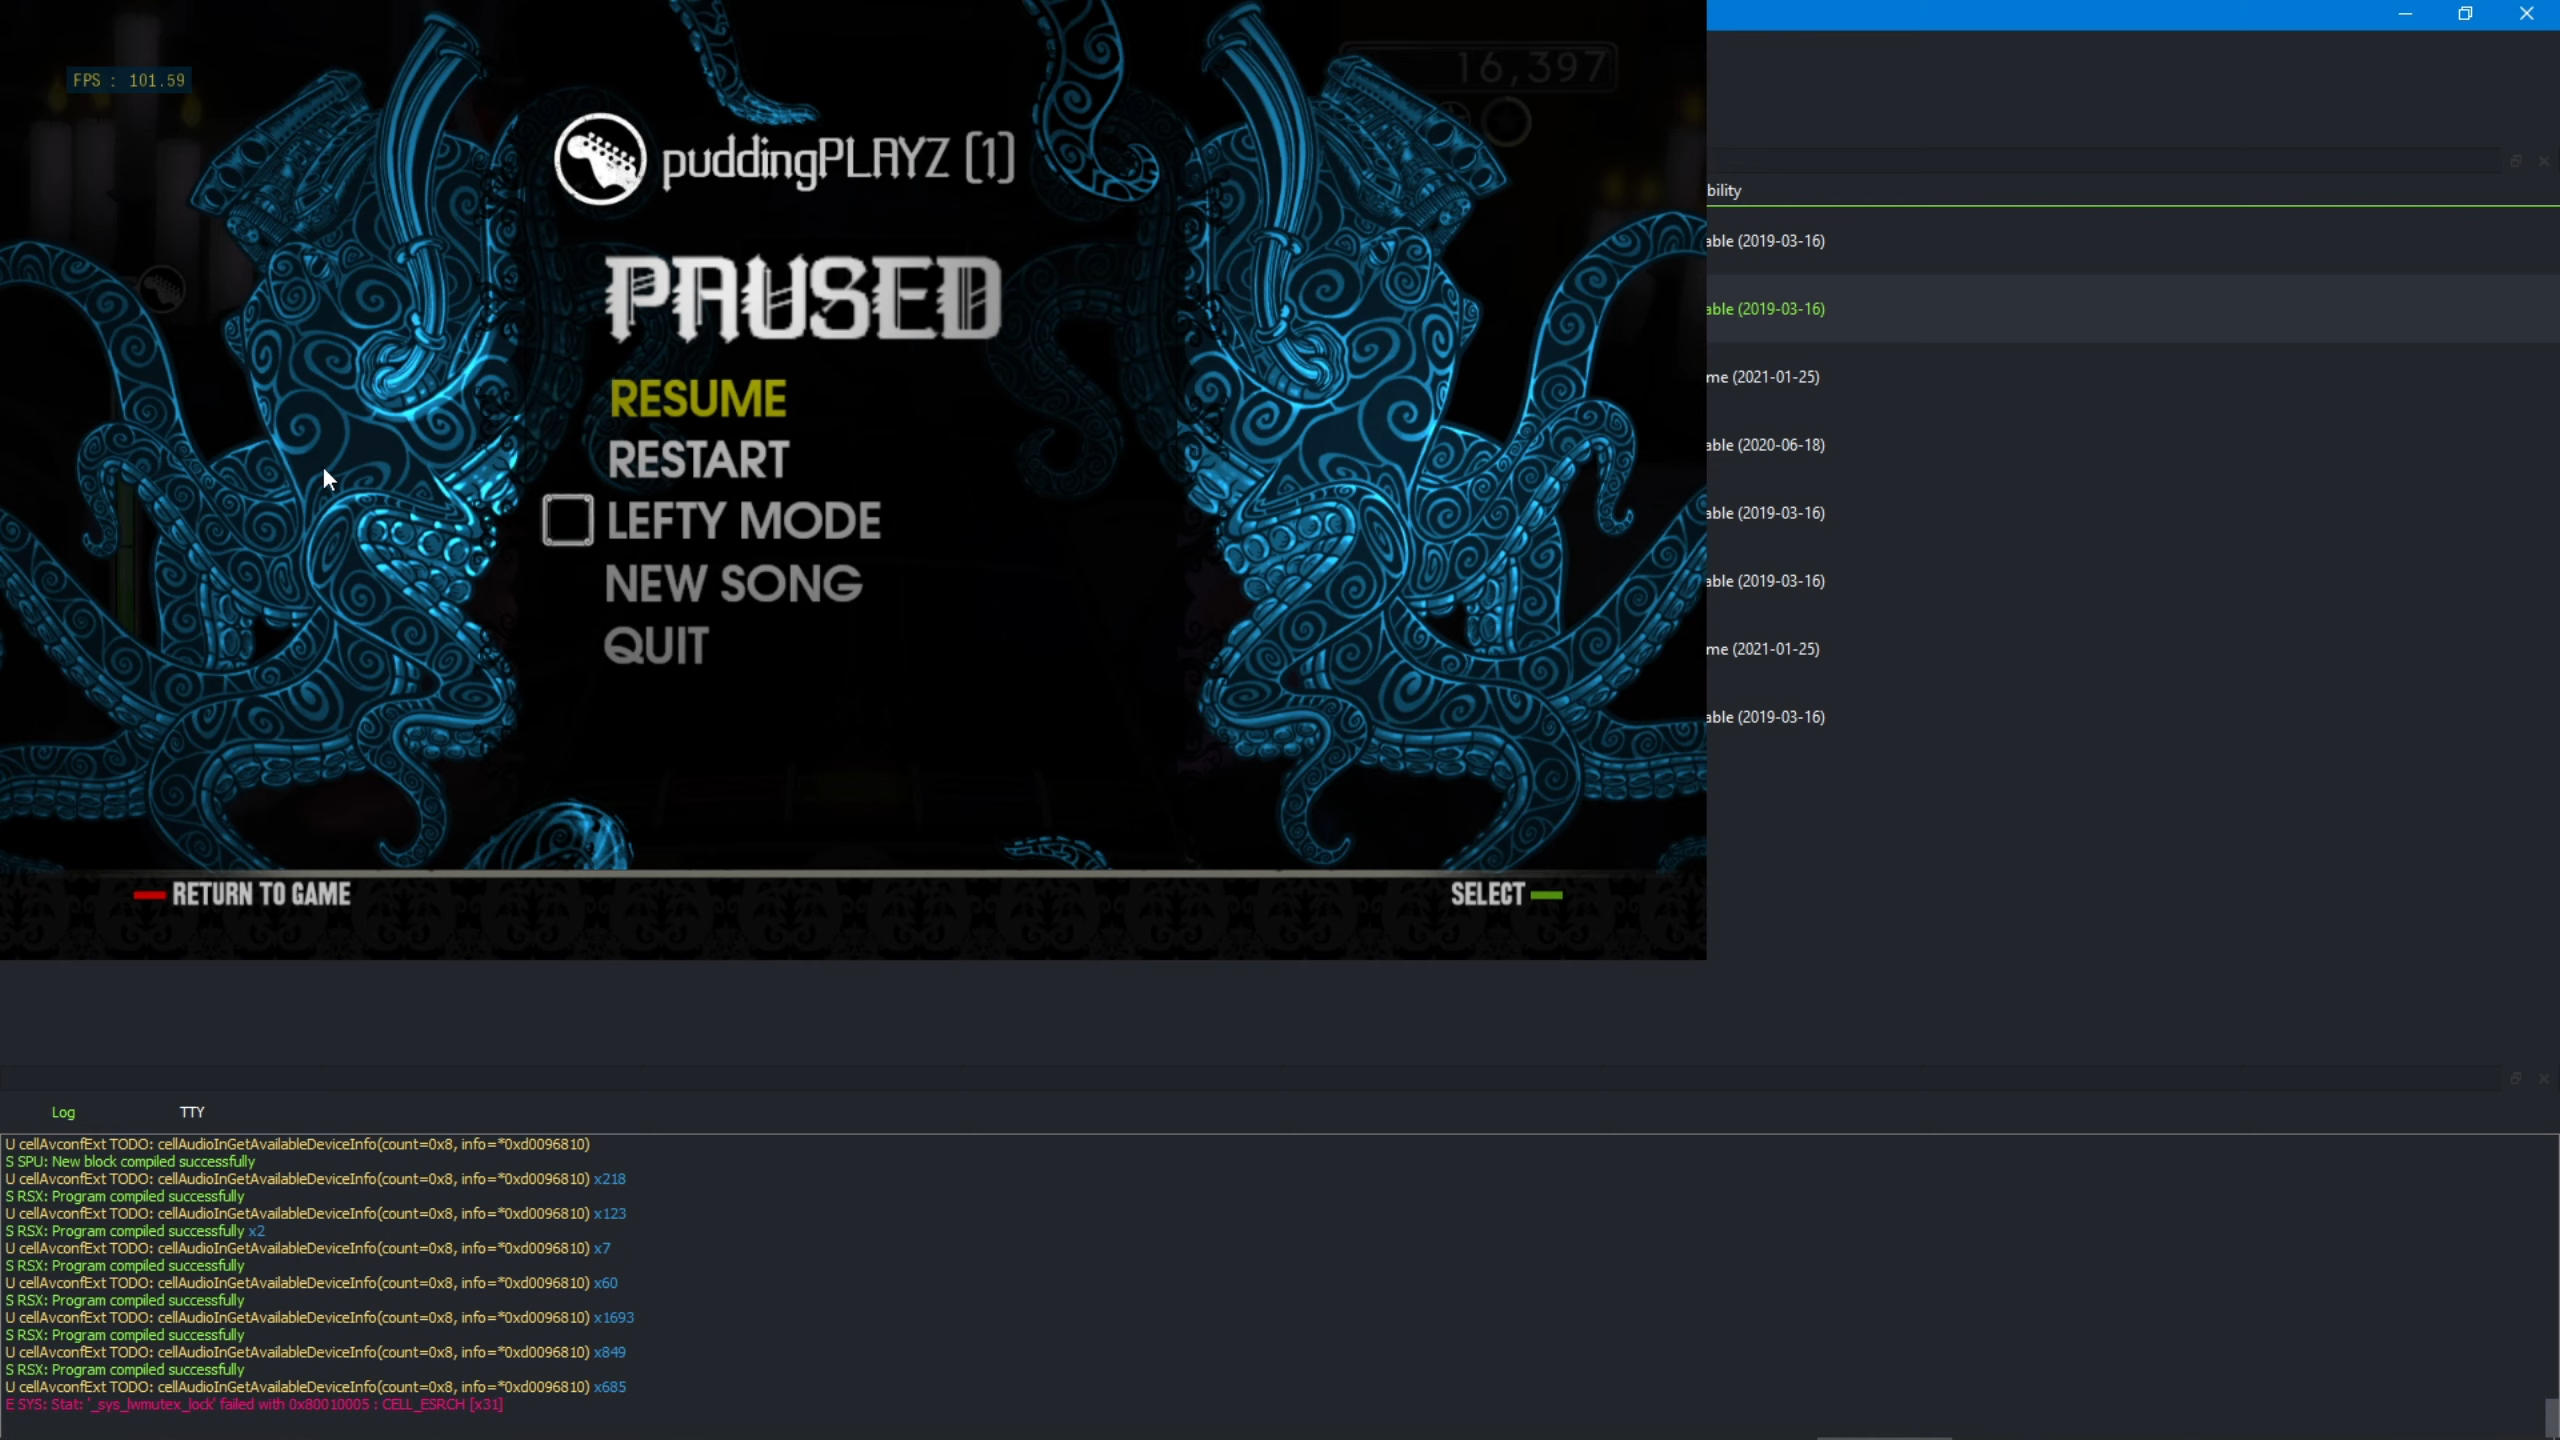 FPS : 101.59
16,397
puddingPLAYZ (1)
PAUSED
RESUME
RESTART
LEFTY MODE
NEW SONG
QUIT
RETURN TO GAME
SELECT
bility
able (2019-03-16)
able (2019-03-16)
me (2021-01-25)
able (2020-06-18)
able (2019-03-16)
able (2019-03-16)
me (2021-01-25)
able (2019-03-16)
Log TTY
U cellAvconfExt TODO: cellAudioInGetAvailableDeviceInfo(count=0x8, info=*0xd0096810)
S SPU: New block compiled successfully
U cellAvconfExt TODO: cellAudioInGetAvailableDeviceInfo(count=0x8, info=*0xd0096810) x218
S RSX: Program compiled successfully
U cellAvconfExt TODO: cellAudioInGetAvailableDeviceInfo(count=0x8, info=*0xd0096810) x123
S RSX: Program compiled successfully x2
U cellAvconfExt TODO: cellAudioInGetAvailableDeviceInfo(count=0x8, info=*0xd0096810) x7
S RSX: Program compiled successfully
U cellAvconfExt TODO: cellAudioInGetAvailableDeviceInfo(count=0x8, info=*0xd0096810) x60
S RSX: Program compiled successfully
U cellAvconfExt TODO: cellAudioInGetAvailableDeviceInfo(count=0x8, info=*0xd0096810) x1693
S RSX: Program compiled successfully
U cellAvconfExt TODO: cellAudioInGetAvailableDeviceInfo(count=0x8, info=*0xd0096810) x849
S RSX: Program compiled successfully
U cellAvconfExt TODO: cellAudioInGetAvailableDeviceInfo(count=0x8, info=*0xd0096810) x685
E SYS: Stat: '_sys_lwmutex_lock' failed with 0x80010005 : CELL_ESRCH [x31]